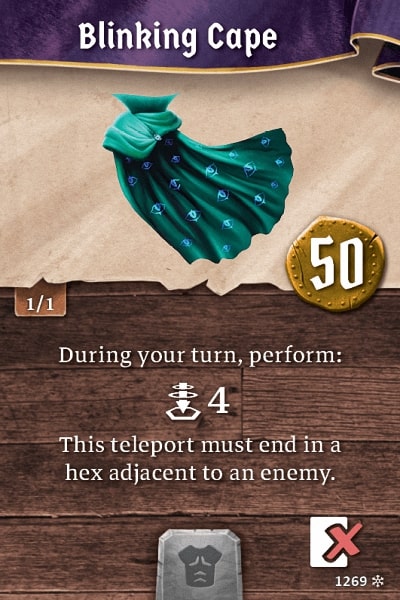 Blinking Cape
50
1/1
During your turn, perform:
4
This teleport must end in a
hex adjacent to an enemy.
1269